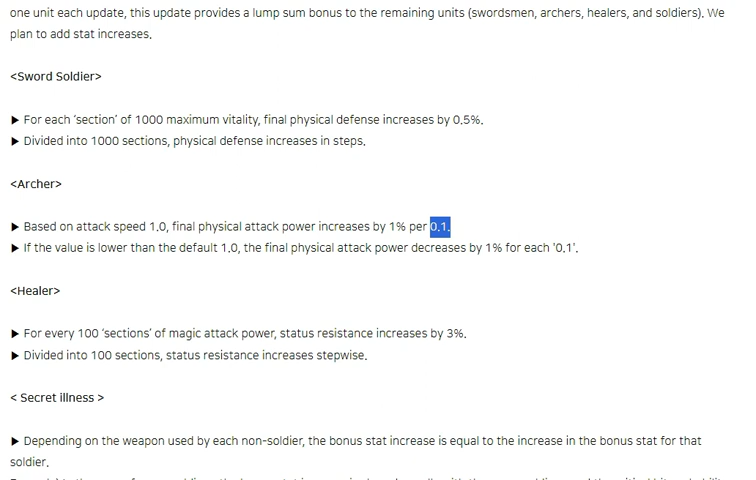 one unit each update, this update provides a lump sum bonus to the remaining units (swordsmen, archers, healers, and soldiers). We
plan to add stat increases.
<Sword Soldier>
▶ For each ‘section’ of 1000 maximum vitality, final physical defense increases by 0.5%.
▶ Divided into 1000 sections, physical defense increases in steps.
<Archer>
▶ Based on attack speed 1.0, final physical attack power increases by 1% per 0.1.
▶ If the value is lower than the default 1.0, the final physical attack power decreases by 1% for each '0.1'.
<Healer>
▶ For every 100 ‘sections’ of magic attack power, status resistance increases by 3%.
▶ Divided into 100 sections, status resistance increases stepwise.
< Secret illness >
▶ Depending on the weapon used by each non-soldier, the bonus stat increase is equal to the increase in the bonus stat for that
soldier.